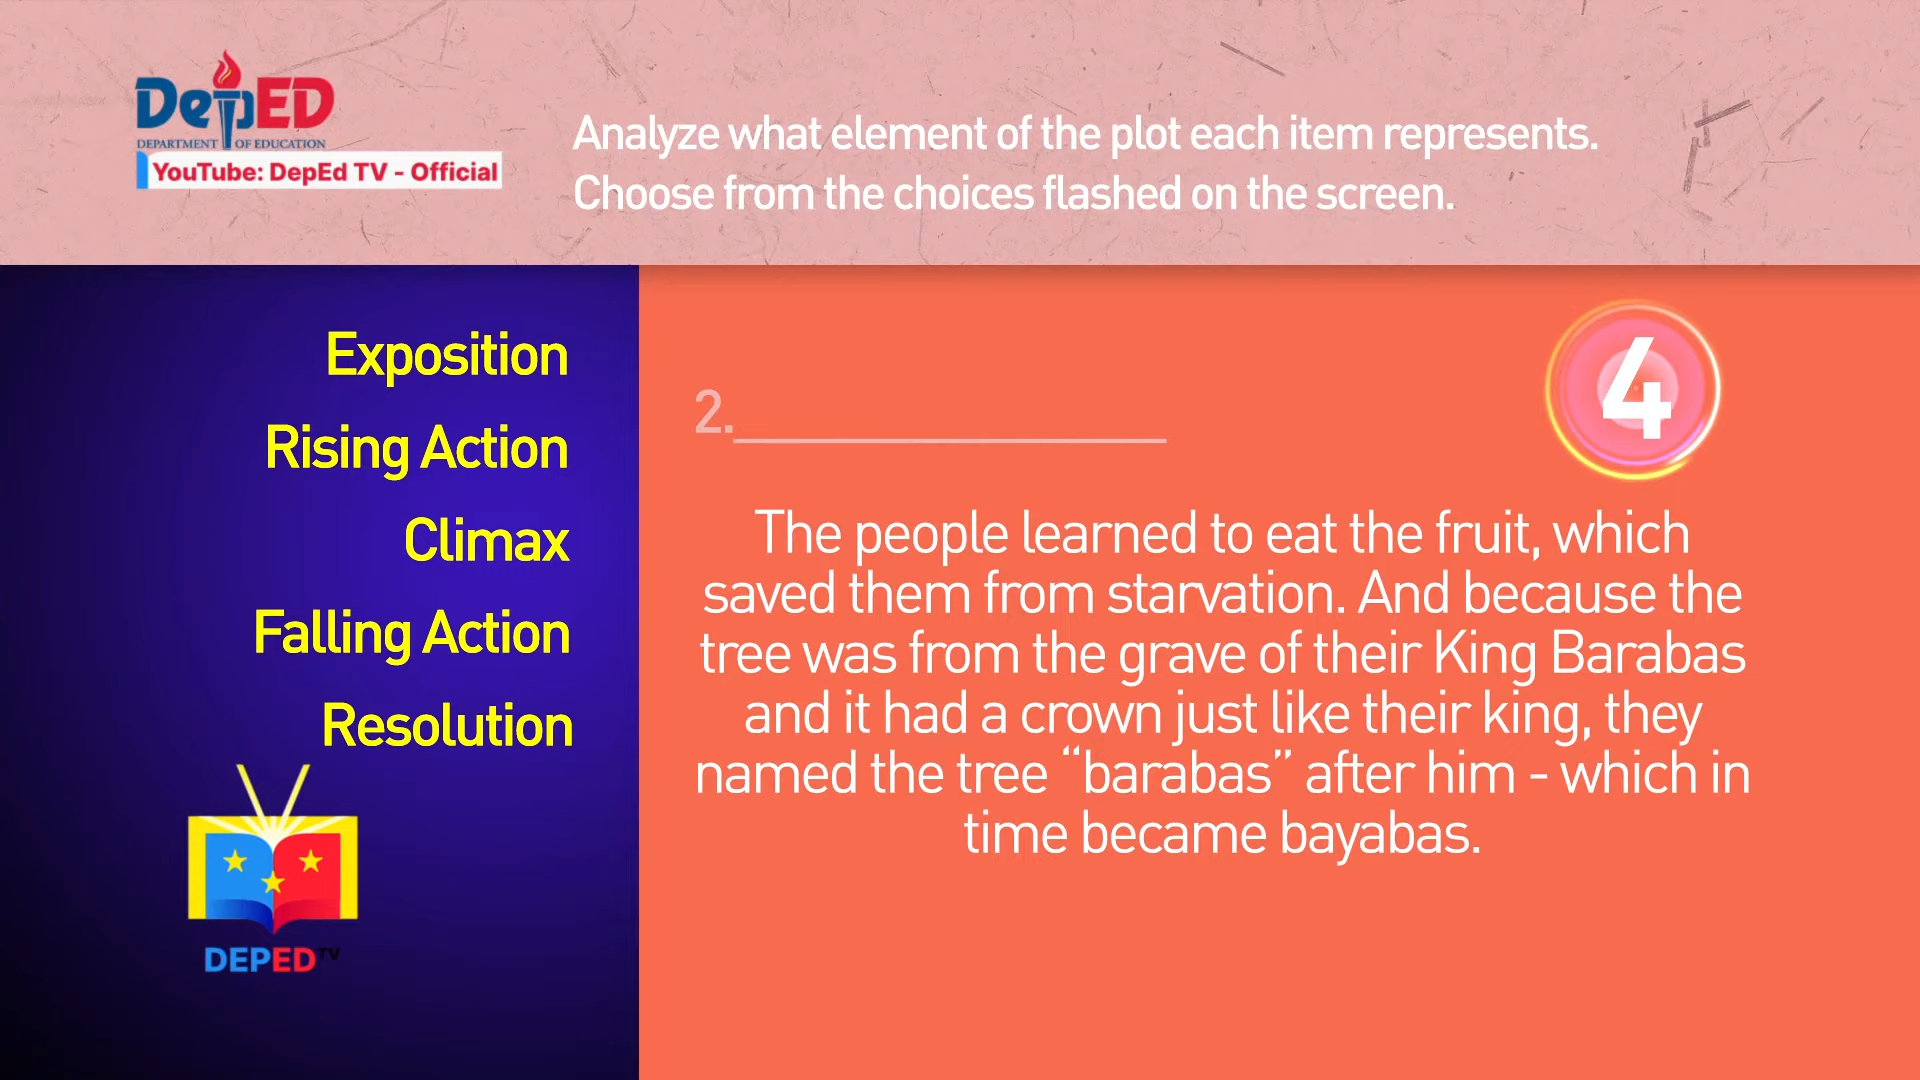 DepED
DEPARTMENT OF EDUCATION
YouTube: DepEd TV - Official
Analyze what element of the plot each item represents.
Choose from the choices flashed on the screen.
Exposition
Rising Action
Climax
Falling Action
Resolution
DEPED TV
4
2.____________________
The people learned to eat the fruit, which
saved them from starvation. And because the
tree was from the grave of their King Barabas
and it had a crown just like their king, they
named the tree “barabas” after him - which in
time became bayabas.